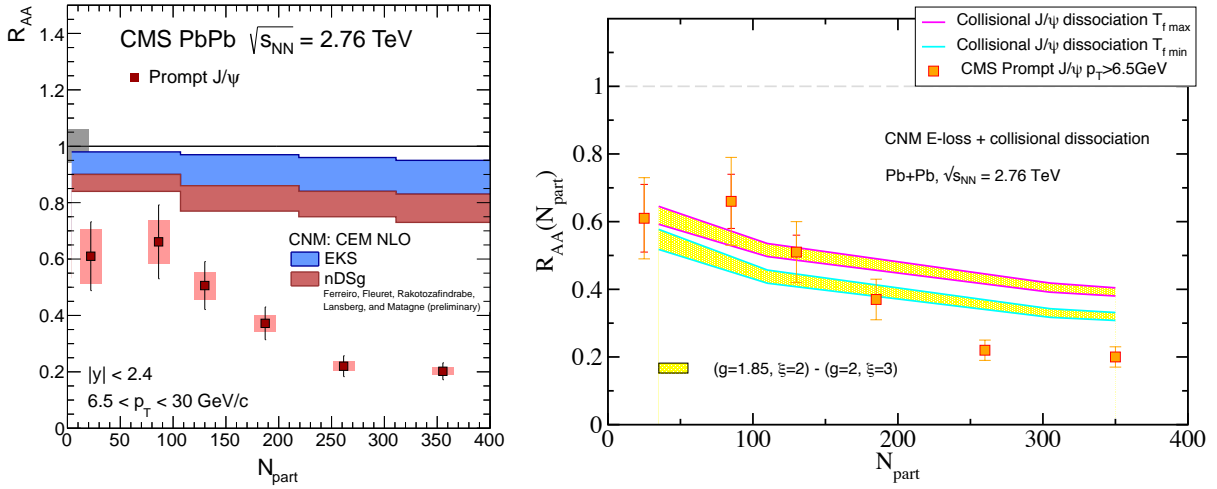 R_AA
1.4
1.2
1
0.8
0.6
0.4
0.2
0
CMS PbPb √s_NN = 2.76 TeV
Prompt J/ψ
CNM: CEM NLO
EKS
nDSg
Ferreiro, Fleuret, Rakotozafindrabe,
Lansberg, and Matagne (preliminary)
|y| < 2.4
6.5 < p_T < 30 GeV/c
0 50 100 150 200 250 300 350 400
N_part
Collisional J/ψ dissociation T_f max
Collisional J/ψ dissociation T_f min
CMS Prompt J/ψ p_T>6.5GeV
R_AA(N_part)
1
0.8
0.6
0.4
0.2
0
CNM E-loss + collisional dissociation
Pb+Pb, √s_NN = 2.76 TeV
(g=1.85, ξ=2) - (g=2, ξ=3)
0 100 200 300 400
N_part